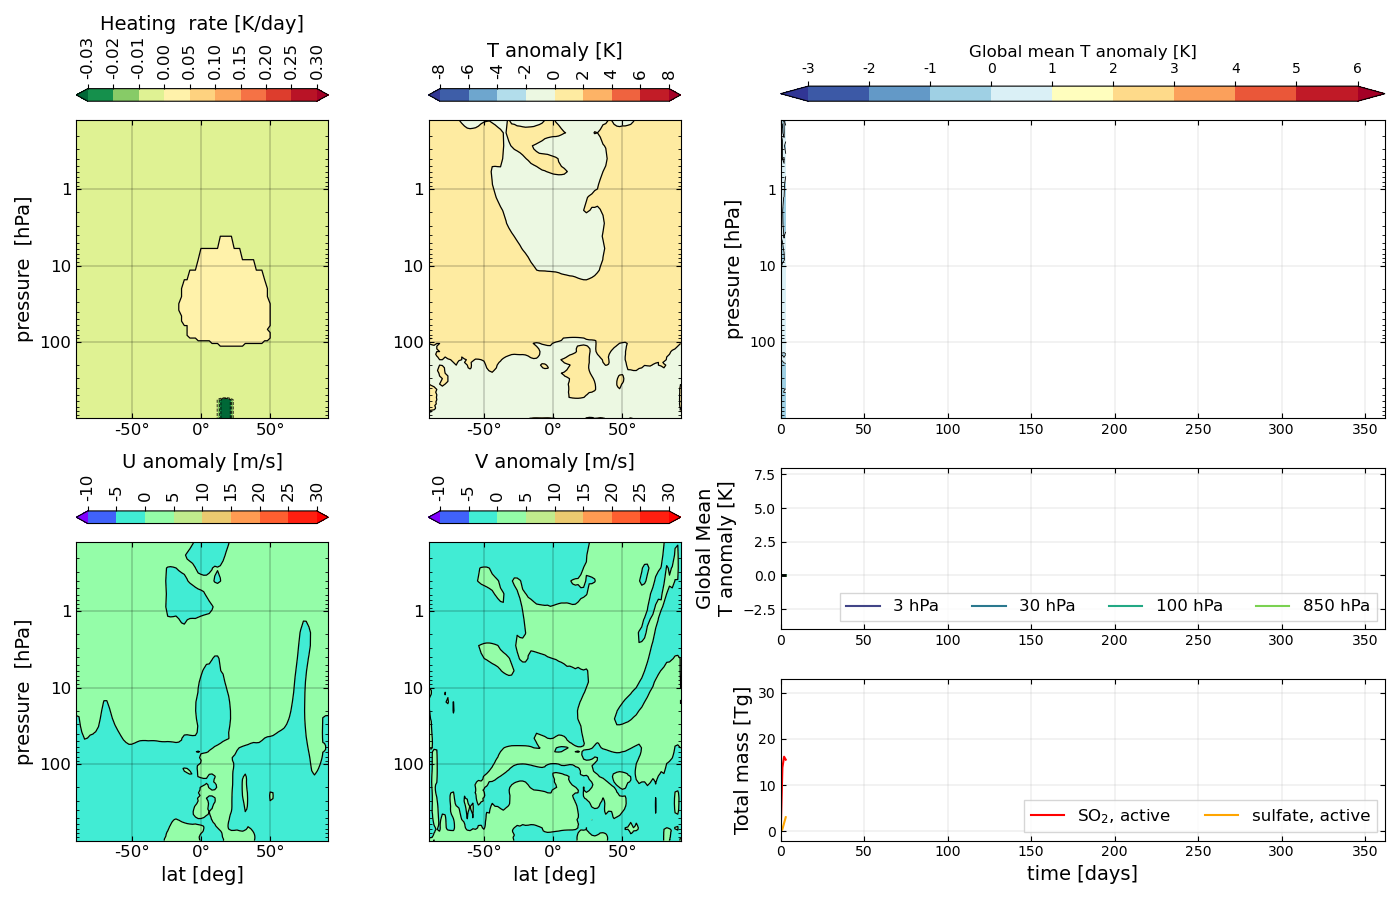 Heating  rate [K/day]
-0.03 -0.02 -0.01 0.00 0.05 0.10 0.15 0.20 0.25 0.30
pressure  [hPa]
1
10
100
-50° 0° 50°
T anomaly [K]
-8 -6 -4 -2 0 2 4 6 8
1
10
100
-50° 0° 50°
Global mean T anomaly [K]
-3 -2 -1 0 1 2 3 4 5 6
pressure [hPa]
1
10
100
0 50 100 150 200 250 300 350
U anomaly [m/s]
-10 -5 0 5 10 15 20 25 30
pressure  [hPa]
1
10
100
-50° 0° 50°
lat [deg]
V anomaly [m/s]
-10 -5 0 5 10 15 20 25 30
1
10
100
-50° 0° 50°
lat [deg]
Global Mean
T anomaly [K]
7.5
5.0
2.5
0.0
−2.5
3 hPa 30 hPa 100 hPa 850 hPa
0 50 100 150 200 250 300 350
Total mass [Tg]
30
20
10
0
SO₂, active sulfate, active
0 50 100 150 200 250 300 350
time [days]